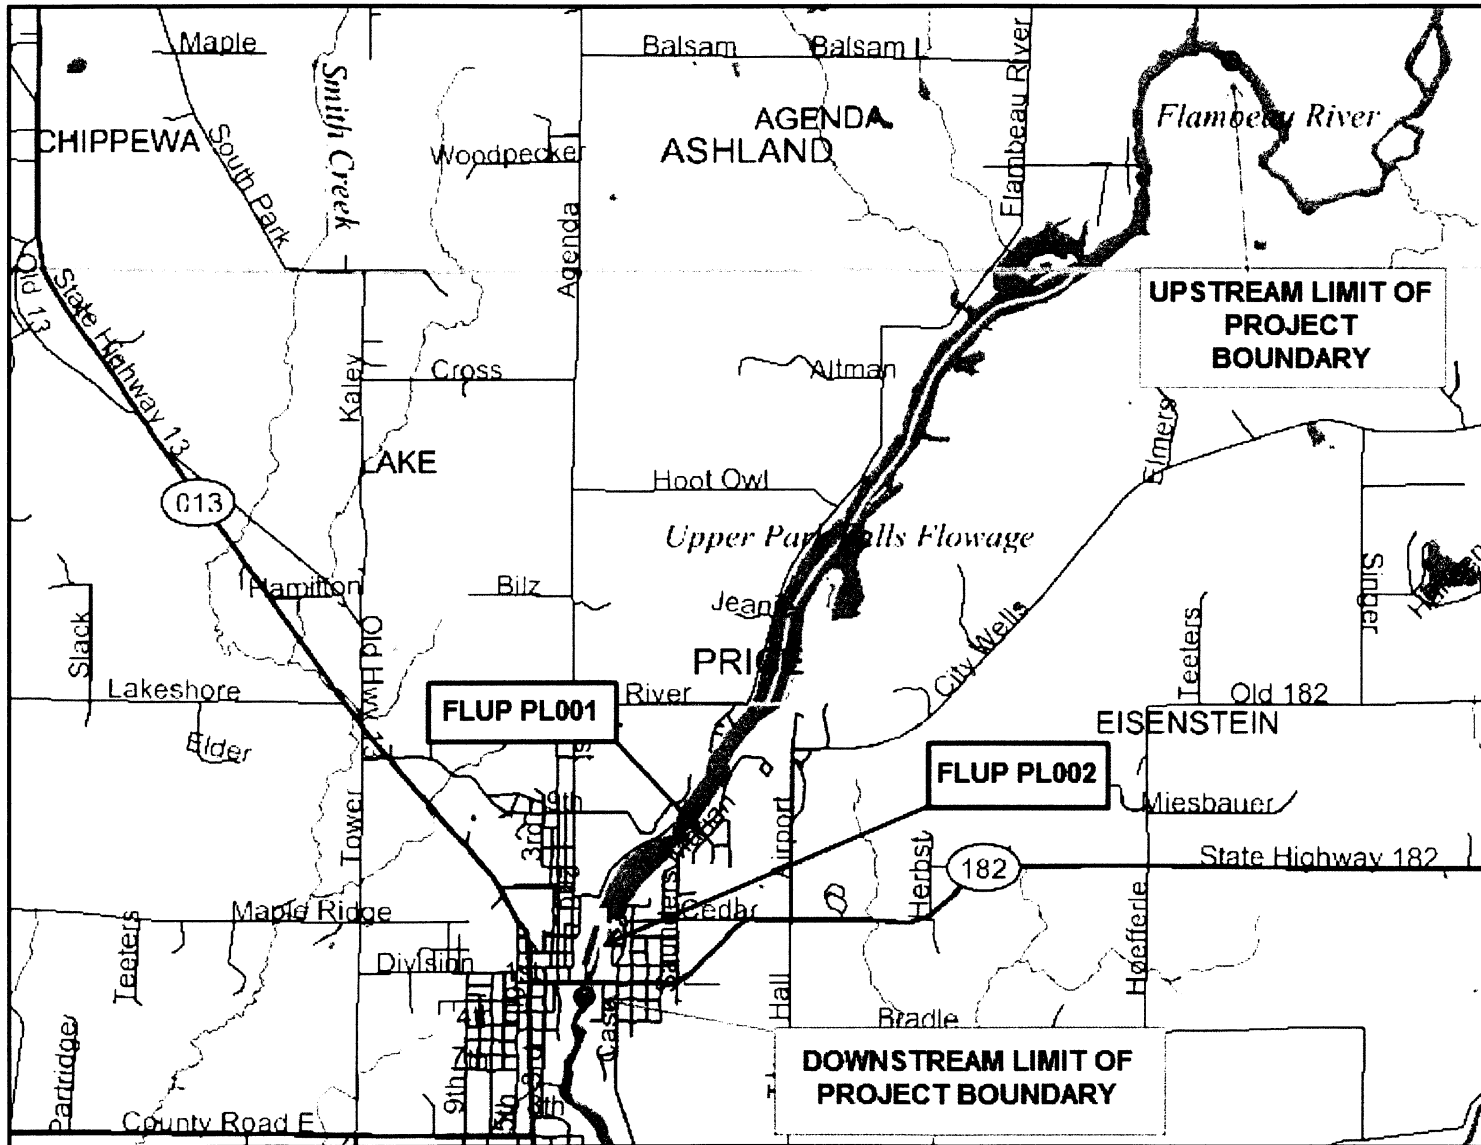 Maple
Balsam
Balsam L
Flambeau River
Smith Creek
CHIPPEWA
South Park
Woodpecker
AGENDA
ASHLAND
Flambeau River
Agenda
Old 13
State Highway 13
UPSTREAM LIMIT OF
PROJECT
BOUNDARY
Kaley
Cross
Altman
Elmers
LAKE
013
Hoot Owl
Upper Park Falls Flowage
Hamilton
Bilz
Jean
Singer
Slack
Old Hwy 13
City Wells
Teeters
PRICE
Lakeshore
River
Old 182
FLUP PL001
EISENSTEIN
Elder
FLUP PL002
9th
Miesbauer
3rd
Tower
Airport
Herbst
182
State Highway 182
Maple Ridge
Cedar
Saunders
Hoefferle
Teeters
Division
Hall
Case
Bradle
Partridge
7th
9th
5th
8th
DOWNSTREAM LIMIT OF
PROJECT BOUNDARY
County Road E